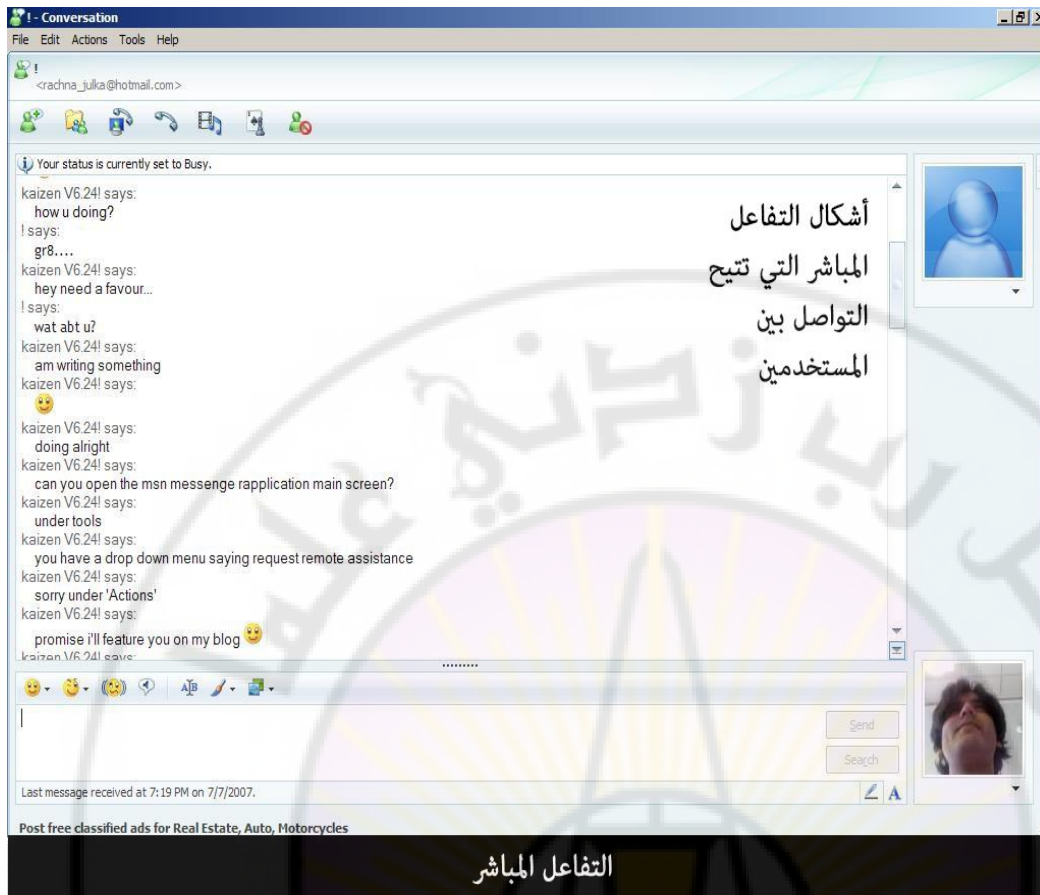 ! - Conversation
File Edit Actions Tools Help
!
<rachna_julka@hotmail.com>
Your status is currently set to Busy.
kaizen V6.24! says:
how u doing?
! says:
gr8....
kaizen V6.24! says:
hey need a favour...
! says:
wat abt u?
kaizen V6.24! says:
am writing something
kaizen V6.24! says:
kaizen V6.24! says:
doing alright
kaizen V6.24! says:
can you open the msn messenge rapplication main screen?
kaizen V6.24! says:
under tools
kaizen V6.24! says:
you have a drop down menu saying request remote assistance
kaizen V6.24! says:
sorry under 'Actions'
kaizen V6.24! says:
promise i'll feature you on my blog
kaizen V6.24! says:
أشكال التفاعل
المباشر التي تتيح
التواصل بين
المستخدمين
رب زدني علما
Send
Search
Last message received at 7:19 PM on 7/7/2007.
A
Post free classified ads for Real Estate, Auto, Motorcycles
التفاعل المباشر